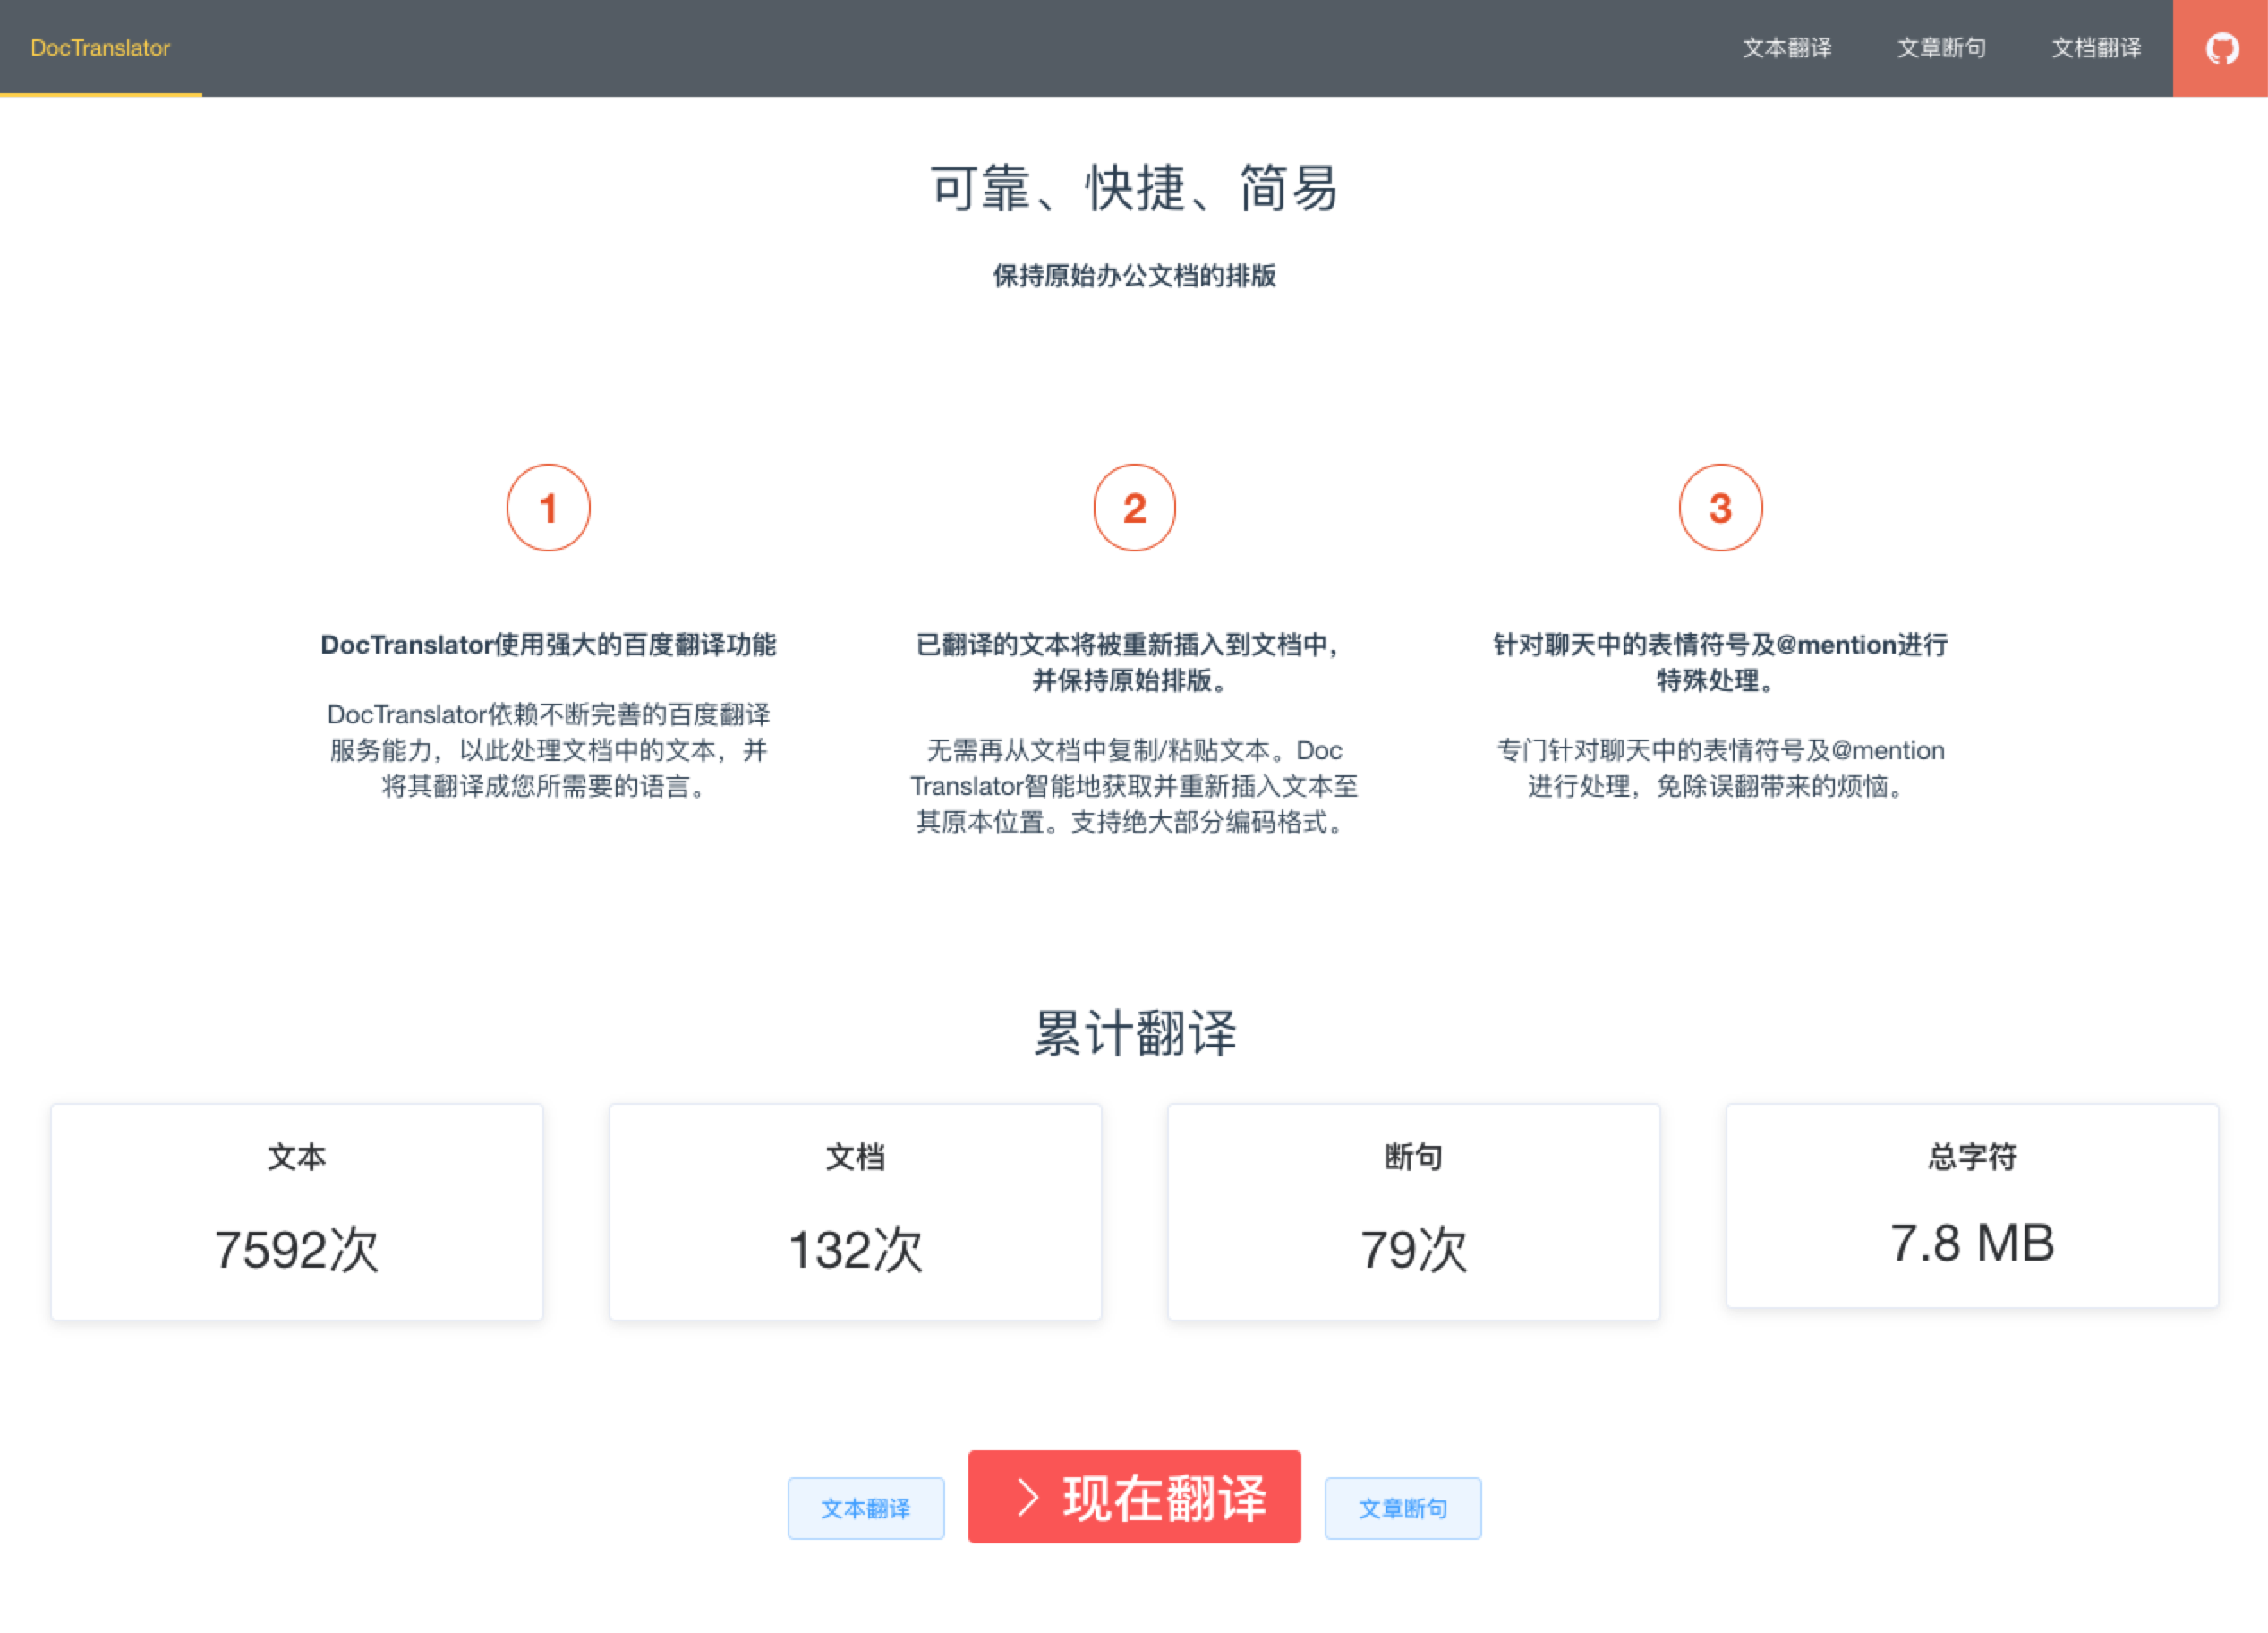 DocTranslator
文本翻译
文章断句
文档翻译
可靠、快捷、简易
保持原始办公文档的排版
1
DocTranslator使用强大的百度翻译功能
DocTranslator依赖不断完善的百度翻译
服务能力，以此处理文档中的文本，并
将其翻译成您所需要的语言。
2
已翻译的文本将被重新插入到文档中，
并保持原始排版。
无需再从文档中复制/粘贴文本。Doc
Translator智能地获取并重新插入文本至
其原本位置。支持绝大部分编码格式。
3
针对聊天中的表情符号及@mention进行
特殊处理。
专门针对聊天中的表情符号及@mention
进行处理，免除误翻带来的烦恼。
累计翻译
文本
7592次
文档
132次
断句
79次
总字符
7.8 MB
文本翻译
现在翻译
文章断句